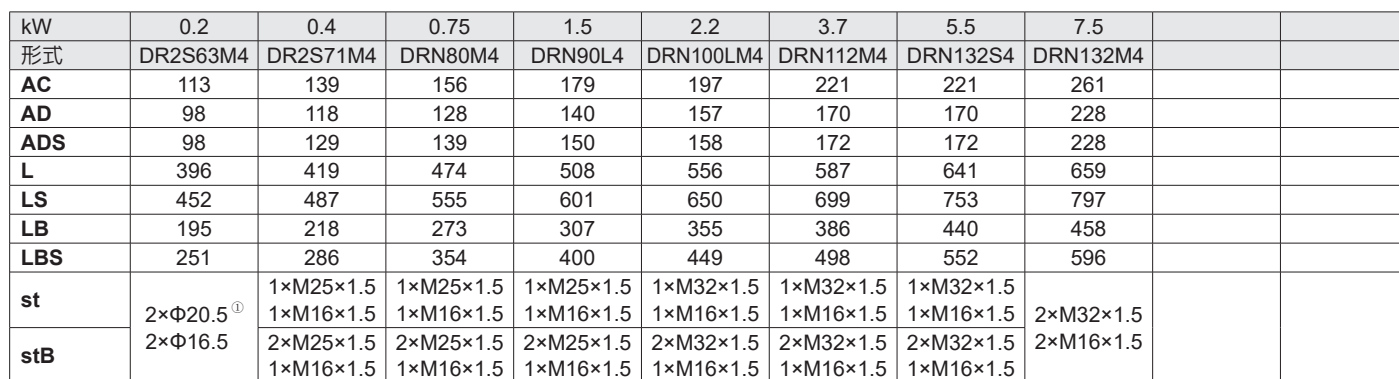 kW 0.2 0.4 0.75 1.5 2.2 3.7 5.5 7.5
形式 DR2S63M4 DR2S71M4 DRN80M4 DRN90L4 DRN100LM4 DRN112M4 DRN132S4 DRN132M4
AC 113 139 156 179 197 221 221 261
AD 98 118 128 140 157 170 170 228
ADS 98 129 139 150 158 172 172 228
L 396 419 474 508 556 587 641 659
LS 452 487 555 601 650 699 753 797
LB 195 218 273 307 355 386 440 458
LBS 251 286 354 400 449 498 552 596
st 2×Φ20.5① 1×M25×1.5 1×M25×1.5 1×M25×1.5 1×M32×1.5 1×M32×1.5 1×M32×1.5 2×M32×1.5
2×Φ16.5 1×M16×1.5 1×M16×1.5 1×M16×1.5 1×M16×1.5 1×M16×1.5 1×M16×1.5 2×M16×1.5
stB 2×M25×1.5 2×M25×1.5 2×M25×1.5 2×M32×1.5 2×M32×1.5 2×M32×1.5
1×M16×1.5 1×M16×1.5 1×M16×1.5 1×M16×1.5 1×M16×1.5 1×M16×1.5